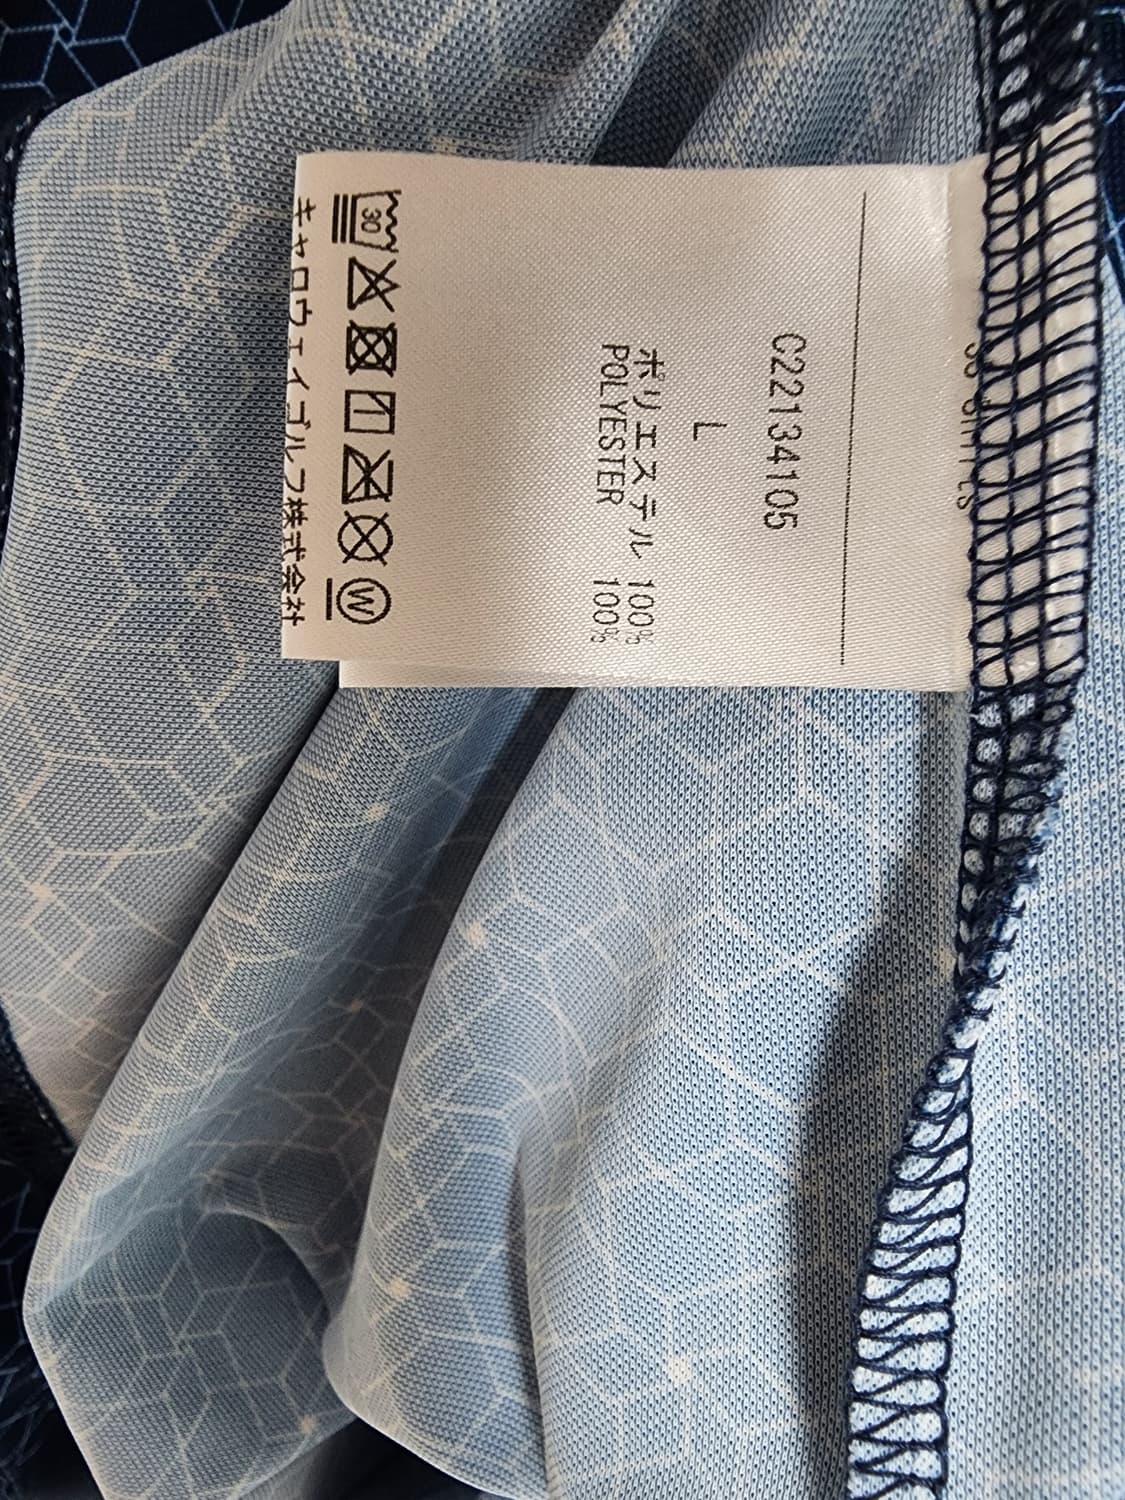 C22134105
L
ポリエステル 100%
POLYESTER 100%
30
W
キャロウェイゴルフ株式会社